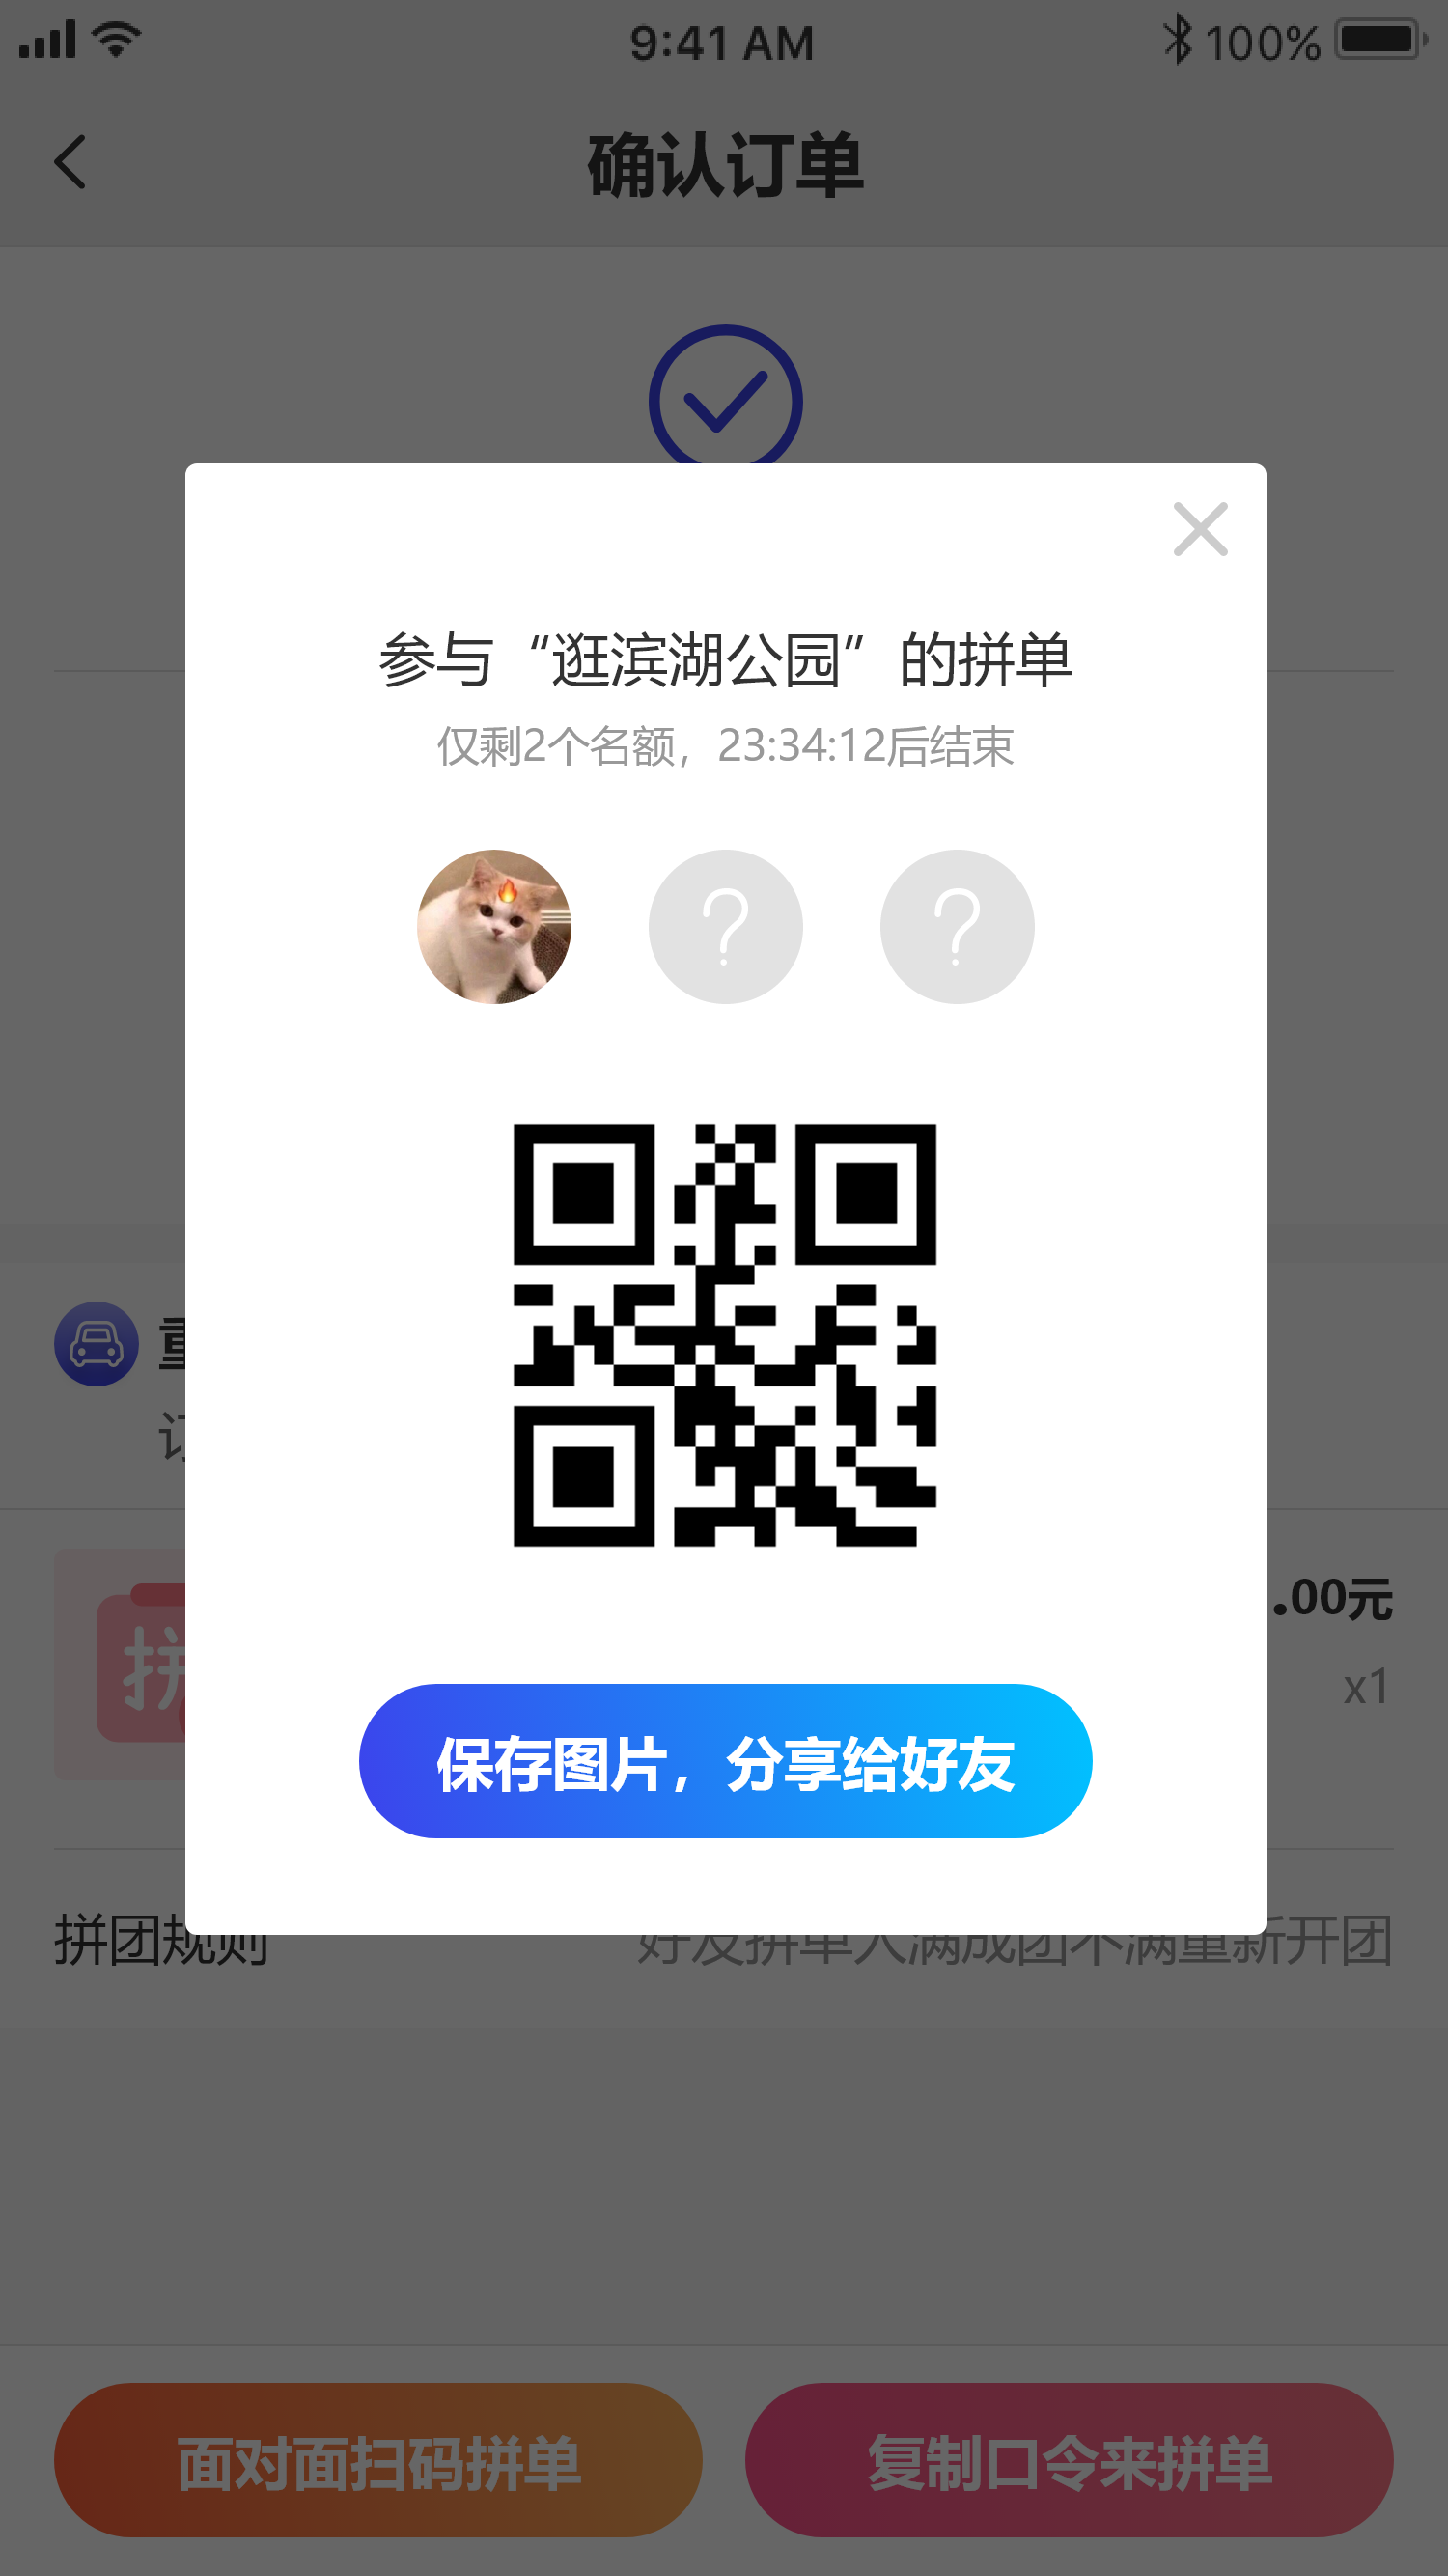 9:41 AM
100%
确认订单
参与“逛滨湖公园”的拼单
仅剩2个名额，23:34:12后结束
?
?
.00元
拼
x1
保存图片，分享给好友
拼团规则
好友拼单人满成团不满重新开团
面对面扫码拼单
复制口令来拼单